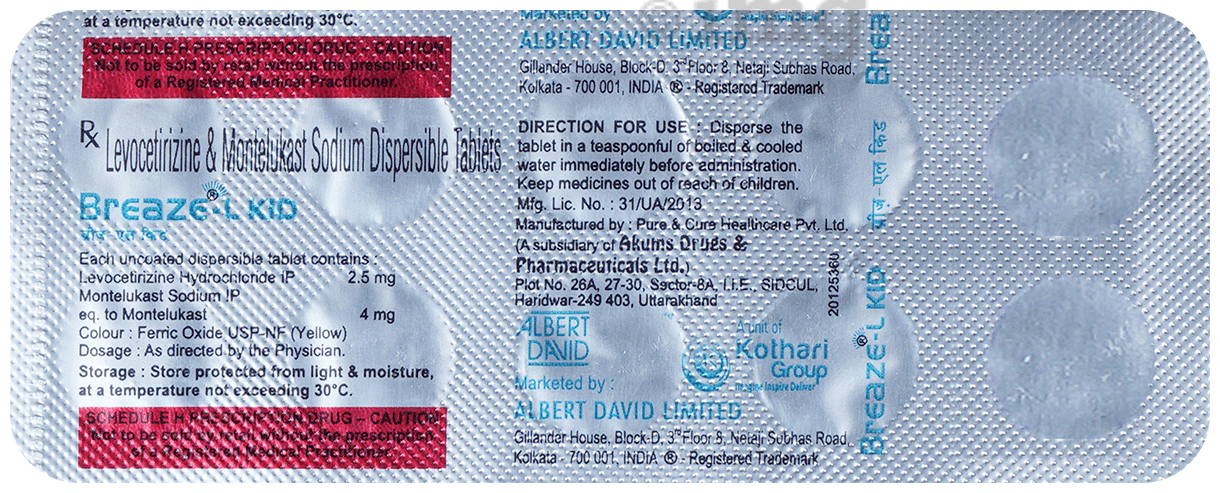 at a temperature not exceeding 30°C.
SCHEDULE H PRESCRIPTION DRUG - CAUTION
Not to be sold by retail without the prescription
of a Registered Medical Practitioner.
Rx Levocetirizine & Montelukast Sodium Dispersible Tablets
Breaze®-L KID
ब्रीज़-एल किड
Each uncoated dispersible tablet contains :
Levocetirizine Hydrochloride IP 2.5 mg
Montelukast Sodium IP
eq. to Montelukast 4 mg
Colour : Ferric Oxide USP-NF (Yellow)
Dosage : As directed by the Physician.
Storage : Store protected from light & moisture,
at a temperature not exceeding 30°C.
SCHEDULE H PRESCRIPTION DRUG - CAUTION
Not to be sold by retail without the prescription
of a Registered Medical Practitioner.
Marketed by
ALBERT DAVID LIMITED
Gillander House, Block-D, 3rd Floor 8, Netaji Subhas Road,
Kolkata - 700 001, INDIA ® - Registered Trademark
DIRECTION FOR USE : Disperse the
tablet in a teaspoonful of boiled & cooled
water immediately before administration.
Keep medicines out of reach of children.
Mfg. Lic. No. : 31/UA/2013
Manufactured by : Pure & Cure Healthcare Pvt. Ltd.
(A subsidiary of Akums Drugs &
Pharmaceuticals Ltd.)
Plot No. 26A, 27-30, Sector-8A, I.I.E., SIDCUL,
Haridwar-249 403, Uttarakhand
20125360
ALBERT
DAVID
A unit of
Kothari
Group
Imagine Inspire Deliver
Marketed by :
ALBERT DAVID LIMITED
Gillander House, Block-D, 3rd Floor 8, Netaji Subhas Road,
Kolkata - 700 001, INDIA ® - Registered Trademark
Breaze®-L KID ब्रीज़-एल किड Breaz